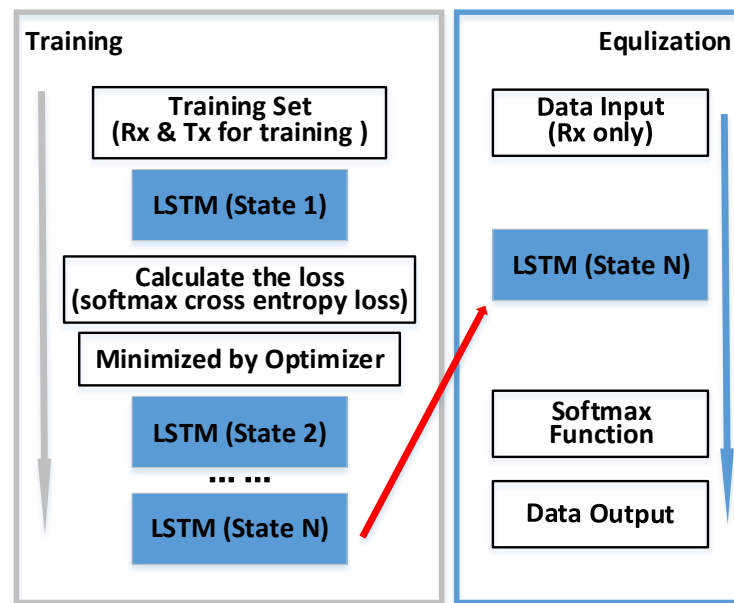 Training
Training Set
(Rx & Tx for training )
LSTM (State 1)
Calculate the loss
(softmax cross entropy loss)
Minimized by Optimizer
LSTM (State 2)
... ...
LSTM (State N)
Equlization
Data Input
(Rx only)
LSTM (State N)
Softmax
Function
Data Output